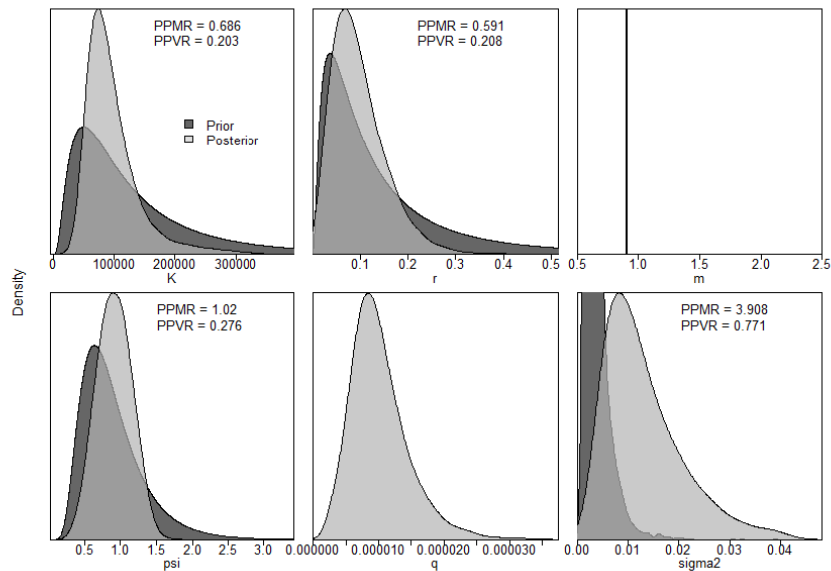 PPMR = 0.686
PPVR = 0.203
Prior
Posterior
0 100000 200000 300000
K
PPMR = 0.591
PPVR = 0.208
0.1 0.2 0.3 0.4 0.5
r
0.5 1.0 1.5 2.0 2.5
m
Density
PPMR = 1.02
PPVR = 0.276
0.5 1.0 1.5 2.0 2.5 3.0
psi
0.000000 0.000010 0.000020 0.000030
q
PPMR = 3.908
PPVR = 0.771
0.00 0.01 0.02 0.03 0.04
sigma2